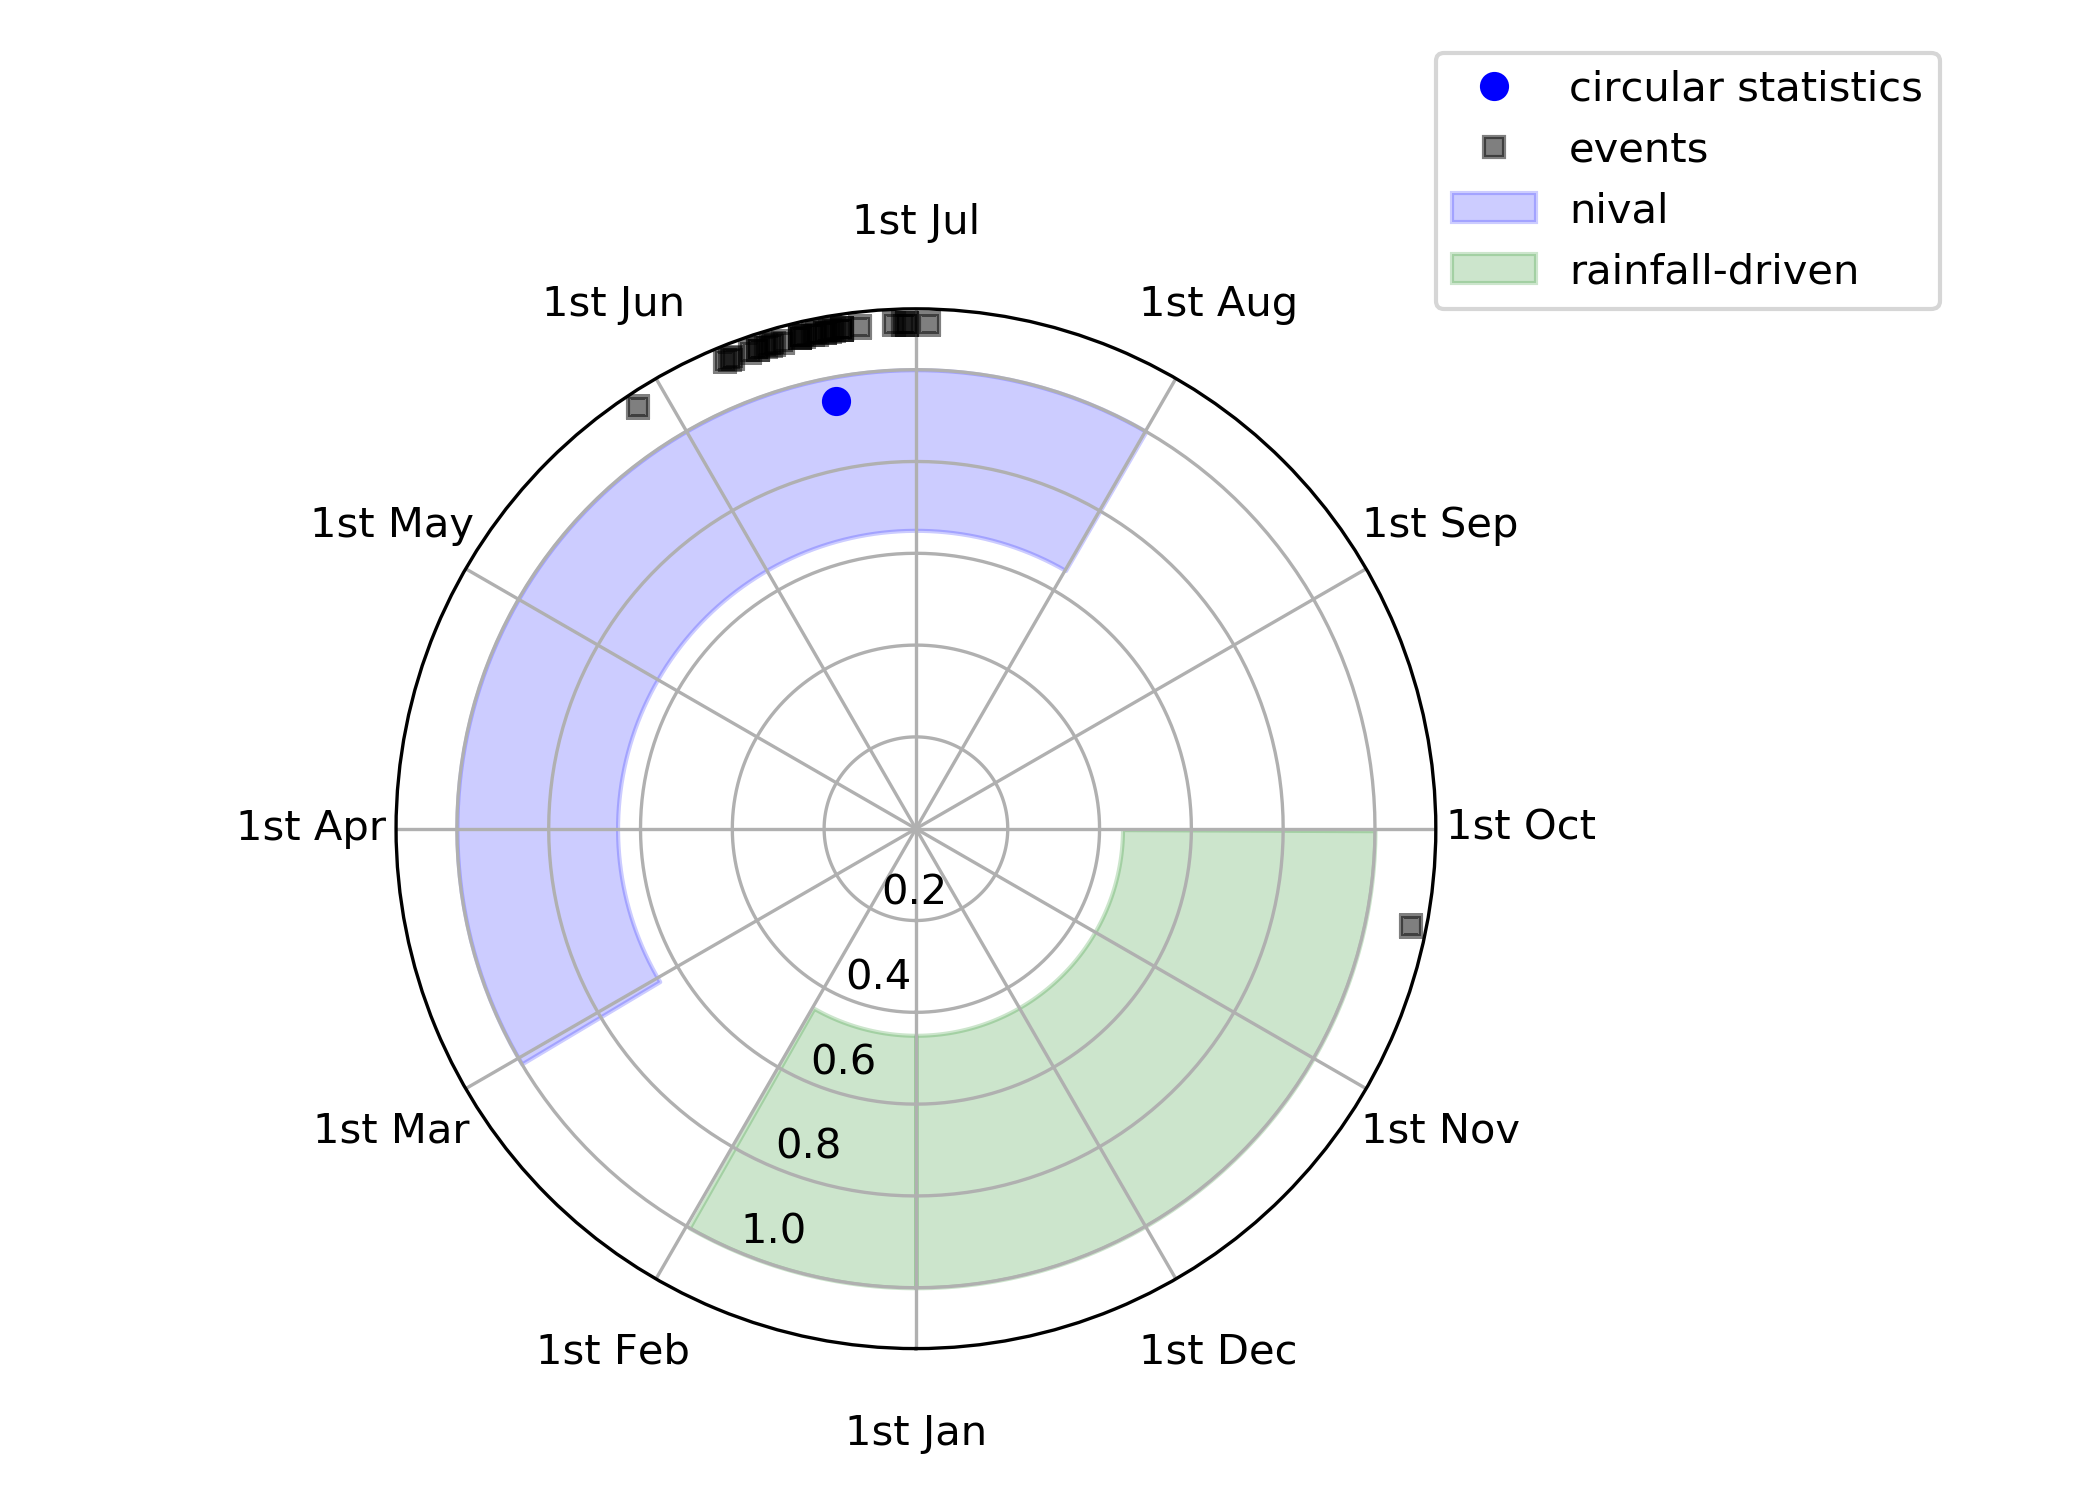 circular statistics
events
nival
rainfall-driven
1st Jul
1st Jun
1st Aug
1st May
1st Sep
1st Apr
1st Oct
0.2
0.4
0.6
0.8
1.0
1st Mar
1st Nov
1st Feb
1st Dec
1st Jan